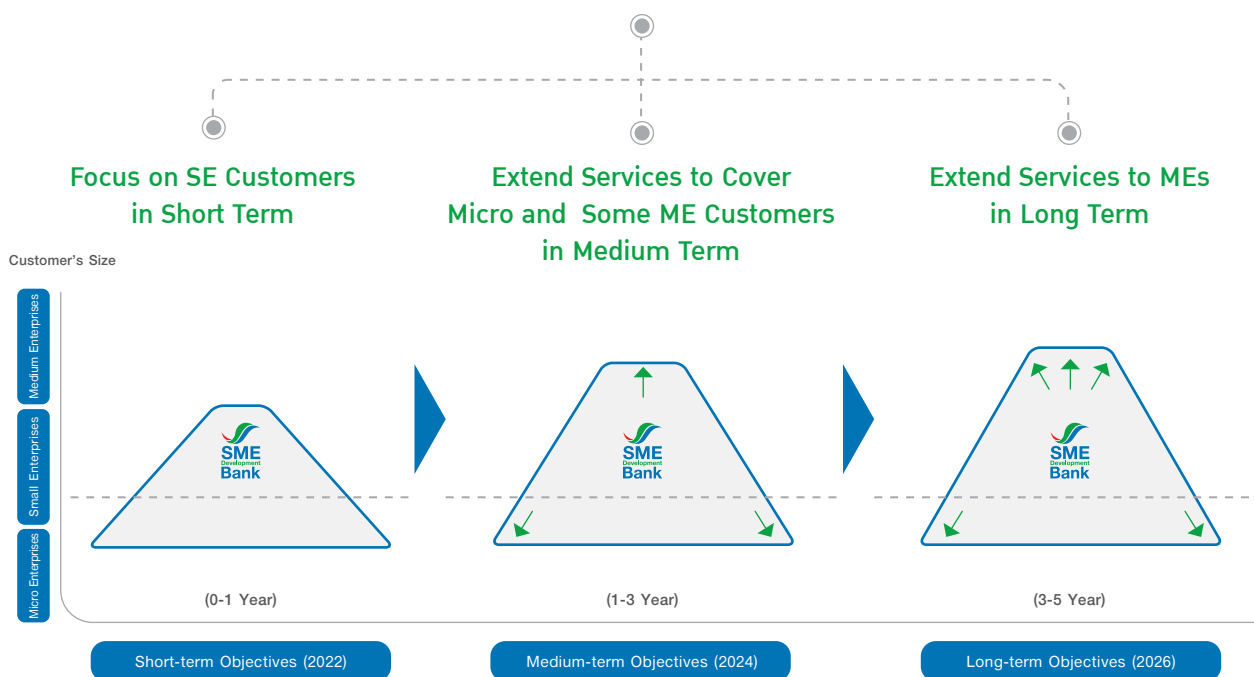 Focus on SE Customers
in Short Term
Extend Services to Cover
Micro and Some ME Customers
in Medium Term
Extend Services to MEs
in Long Term
Customer's Size
Medium Enterprises
Small Enterprises
Micro Enterprises
SME
Development
Bank
SME
Development
Bank
SME
Development
Bank
(0-1 Year)
(1-3 Year)
(3-5 Year)
Short-term Objectives (2022)
Medium-term Objectives (2024)
Long-term Objectives (2026)